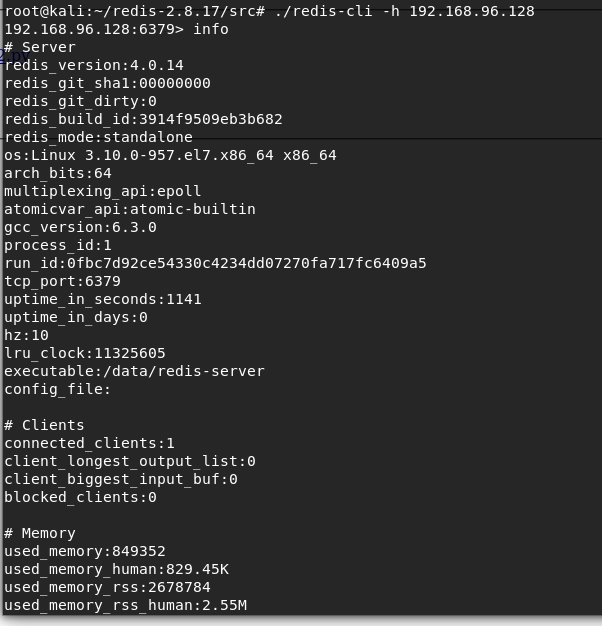 root@kali:~/redis-2.8.17/src# ./redis-cli -h 192.168.96.128
192.168.96.128:6379> info
# Server
redis_version:4.0.14
redis_git_sha1:00000000
redis_git_dirty:0
redis_build_id:3914f9509eb3b682
redis_mode:standalone
os:Linux 3.10.0-957.el7.x86_64 x86_64
arch_bits:64
multiplexing_api:epoll
atomicvar_api:atomic-builtin
gcc_version:6.3.0
process_id:1
run_id:0fbc7d92ce54330c4234dd07270fa717fc6409a5
tcp_port:6379
uptime_in_seconds:1141
uptime_in_days:0
hz:10
lru_clock:11325605
executable:/data/redis-server
config_file:

# Clients
connected_clients:1
client_longest_output_list:0
client_biggest_input_buf:0
blocked_clients:0

# Memory
used_memory:849352
used_memory_human:829.45K
used_memory_rss:2678784
used_memory_rss_human:2.55M